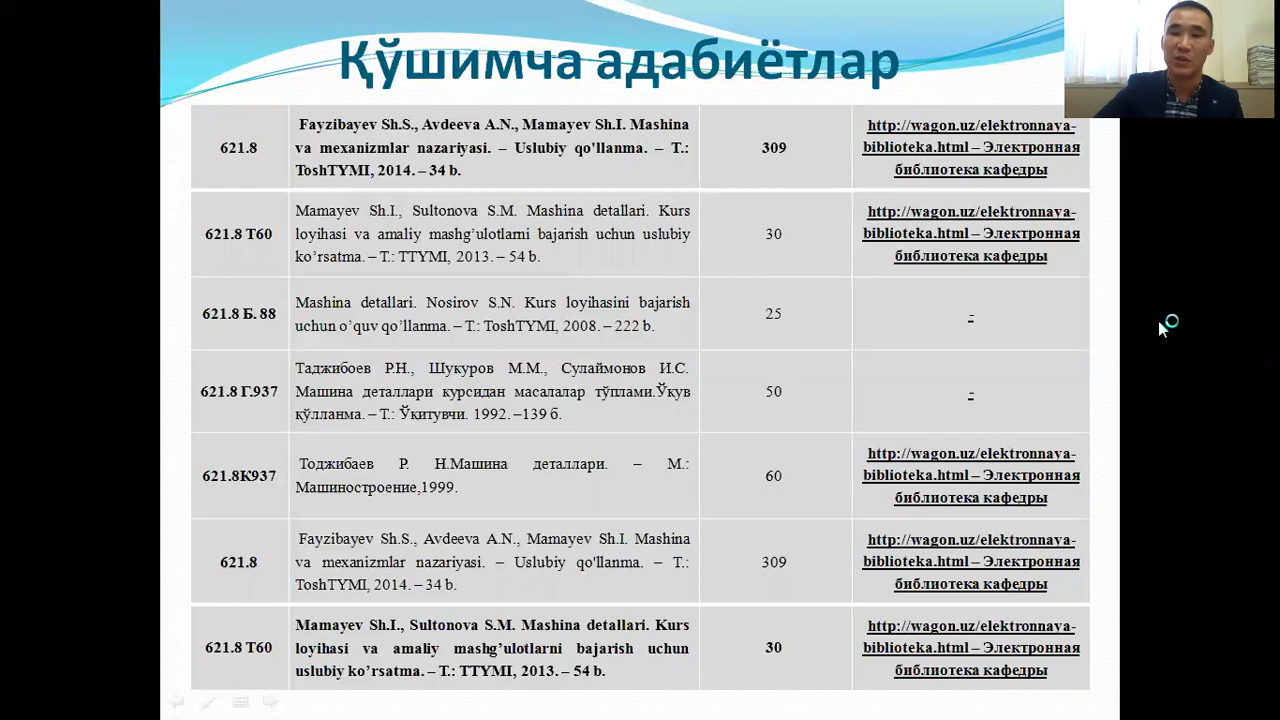 Қўшимча адабиётлар
621.8
Fayzibayev Sh.S., Avdeeva A.N., Mamayev Sh.I. Mashina
va mexanizmlar nazariyasi. – Uslubiy qo'llanma. – T.:
ToshTYMI, 2014. – 34 b.
309
http://wagon.uz/elektronnaya-
biblioteka.html – Электронная
библиотека кафедры
621.8 Т60
Mamayev Sh.I., Sultonova S.M. Mashina detallari. Kurs
loyihasi va amaliy mashg’ulotlarni bajarish uchun uslubiy
ko’rsatma. – T.: TTYMI, 2013. – 54 b.
30
http://wagon.uz/elektronnaya-
biblioteka.html – Электронная
библиотека кафедры
621.8 Б. 88
Mashina detallari. Nosirov S.N. Kurs loyihasini bajarish
uchun o’quv qo’llanma. – T.: ToshTYMI, 2008. – 222 b.
25
-
621.8 Г.937
Таджибоев Р.Н., Шукуров М.М., Сулаймонов И.С.
Машина деталлари курсидан масалалар тўплами.Ўқув
қўлланма. – Т.: Ўқитувчи. 1992. –139 б.
50
-
621.8К937
Тоджибаев Р. Н.Машина деталлари. – М.:
Машиностроение,1999.
60
http://wagon.uz/elektronnaya-
biblioteka.html – Электронная
библиотека кафедры
621.8
Fayzibayev Sh.S., Avdeeva A.N., Mamayev Sh.I. Mashina
va mexanizmlar nazariyasi. – Uslubiy qo'llanma. – T.:
ToshTYMI, 2014. – 34 b.
309
http://wagon.uz/elektronnaya-
biblioteka.html – Электронная
библиотека кафедры
621.8 Т60
Mamayev Sh.I., Sultonova S.M. Mashina detallari. Kurs
loyihasi va amaliy mashg’ulotlarni bajarish uchun
uslubiy ko’rsatma. – T.: TTYMI, 2013. – 54 b.
30
http://wagon.uz/elektronnaya-
biblioteka.html – Электронная
библиотека кафедры